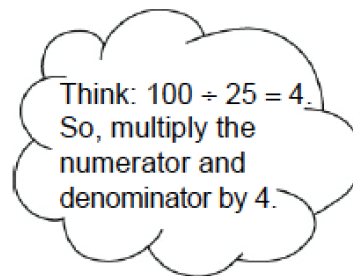 Think: 100 ÷ 25 = 4.
So, multiply the
numerator and
denominator by 4.